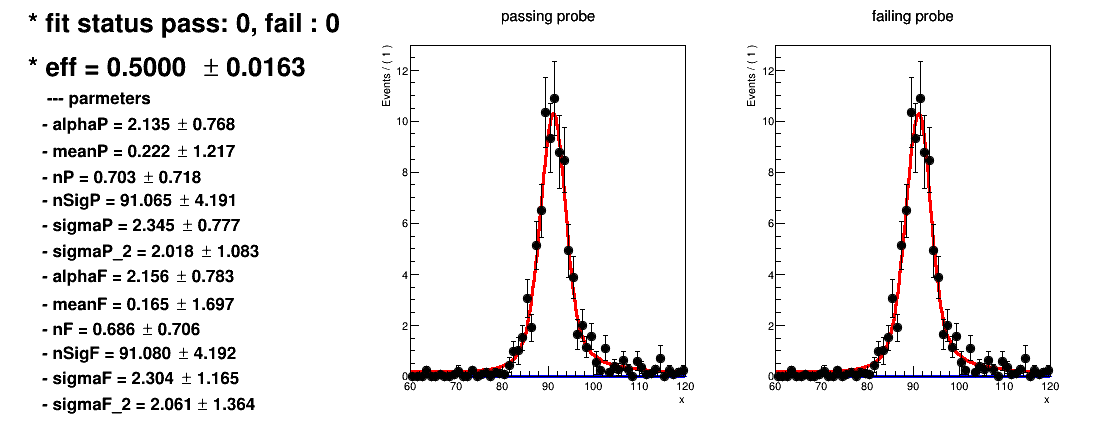 * fit status pass: 0, fail : 0
* eff = 0.5000 ± 0.0163
--- parmeters
- alphaP = 2.135 ± 0.768
- meanP = 0.222 ± 1.217
- nP = 0.703 ± 0.718
- nSigP = 91.065 ± 4.191
- sigmaP = 2.345 ± 0.777
- sigmaP_2 = 2.018 ± 1.083
- alphaF = 2.156 ± 0.783
- meanF = 0.165 ± 1.697
- nF = 0.686 ± 0.706
- nSigF = 91.080 ± 4.192
- sigmaF = 2.304 ± 1.165
- sigmaF_2 = 2.061 ± 1.364
passing probe
Events / ( 1 )
12
10
8
6
4
2
0
60 70 80 90 100 110 120
x
failing probe
Events / ( 1 )
12
10
8
6
4
2
0
60 70 80 90 100 110 120
x